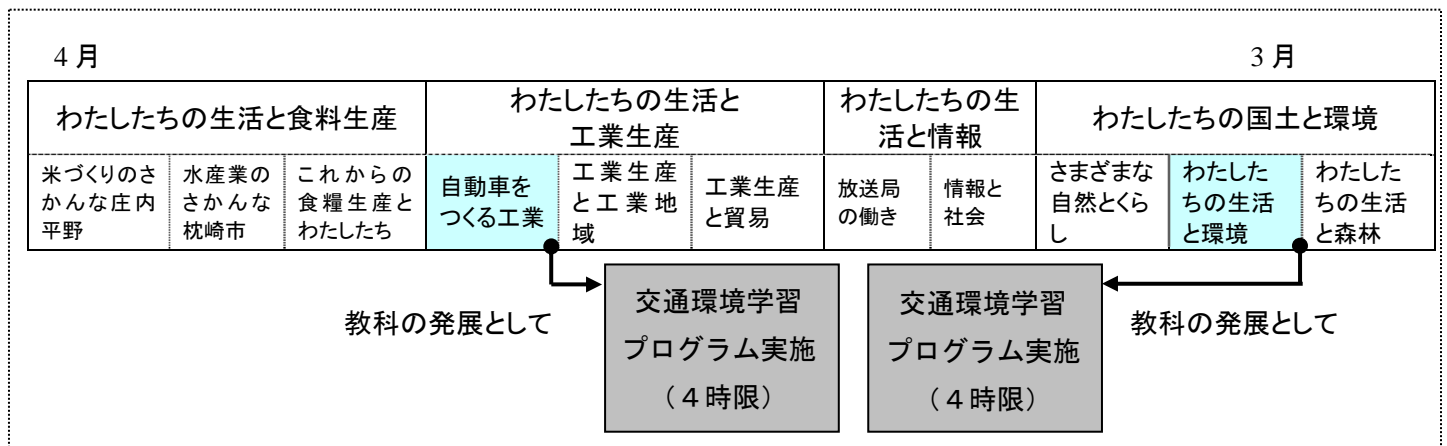 4月
3月
わたしたちの生活と食料生産
わたしたちの生活と
工業生産
わたしたちの生
活と情報
わたしたちの国土と環境
米づくりのさ
かんな庄内
平野
水産業の
さかんな
枕崎市
これからの
食糧生産と
わたしたち
自動車を
つくる工業
工業生産
と工業地
域
工業生産
と貿易
放送局
の働き
情報と
社会
さまざまな
自然とくら
し
わたした
ちの生活
と環境
わたした
ちの生活
と森林
教科の発展として
交通環境学習
プログラム実施
(4時限)
交通環境学習
プログラム実施
(4時限)
教科の発展として